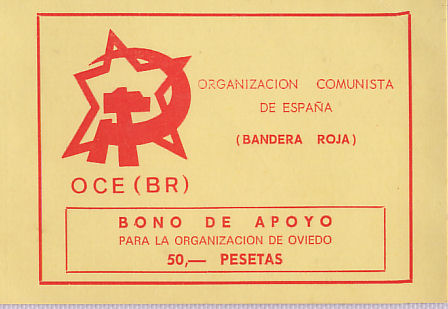 ORGANIZACION COMUNISTA
DE ESPAÑA
(BANDERA ROJA)
OCE (BR)
BONO DE APOYO
PARA LA ORGANIZACION DE OVIEDO
50,— PESETAS